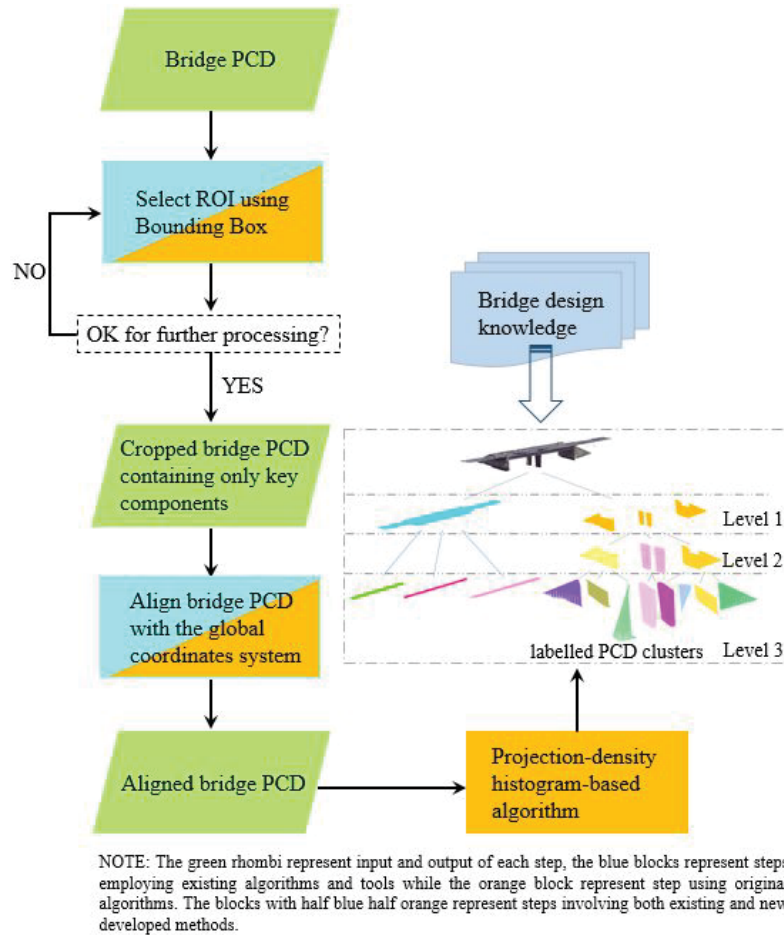 Bridge PCD
Select ROI using
Bounding Box
NO
OK for further processing?
YES
Cropped bridge PCD
containing only key
components
Align bridge PCD
with the global
coordinates system
Aligned bridge PCD
Projection-density
histogram-based
algorithm
Bridge design
knowledge
Level 1
Level 2
labelled PCD clusters
Level 3
NOTE: The green rhombi represent input and output of each step, the blue blocks represent steps
employing existing algorithms and tools while the orange block represent step using original
algorithms. The blocks with half blue half orange represent steps involving both existing and new
developed methods.